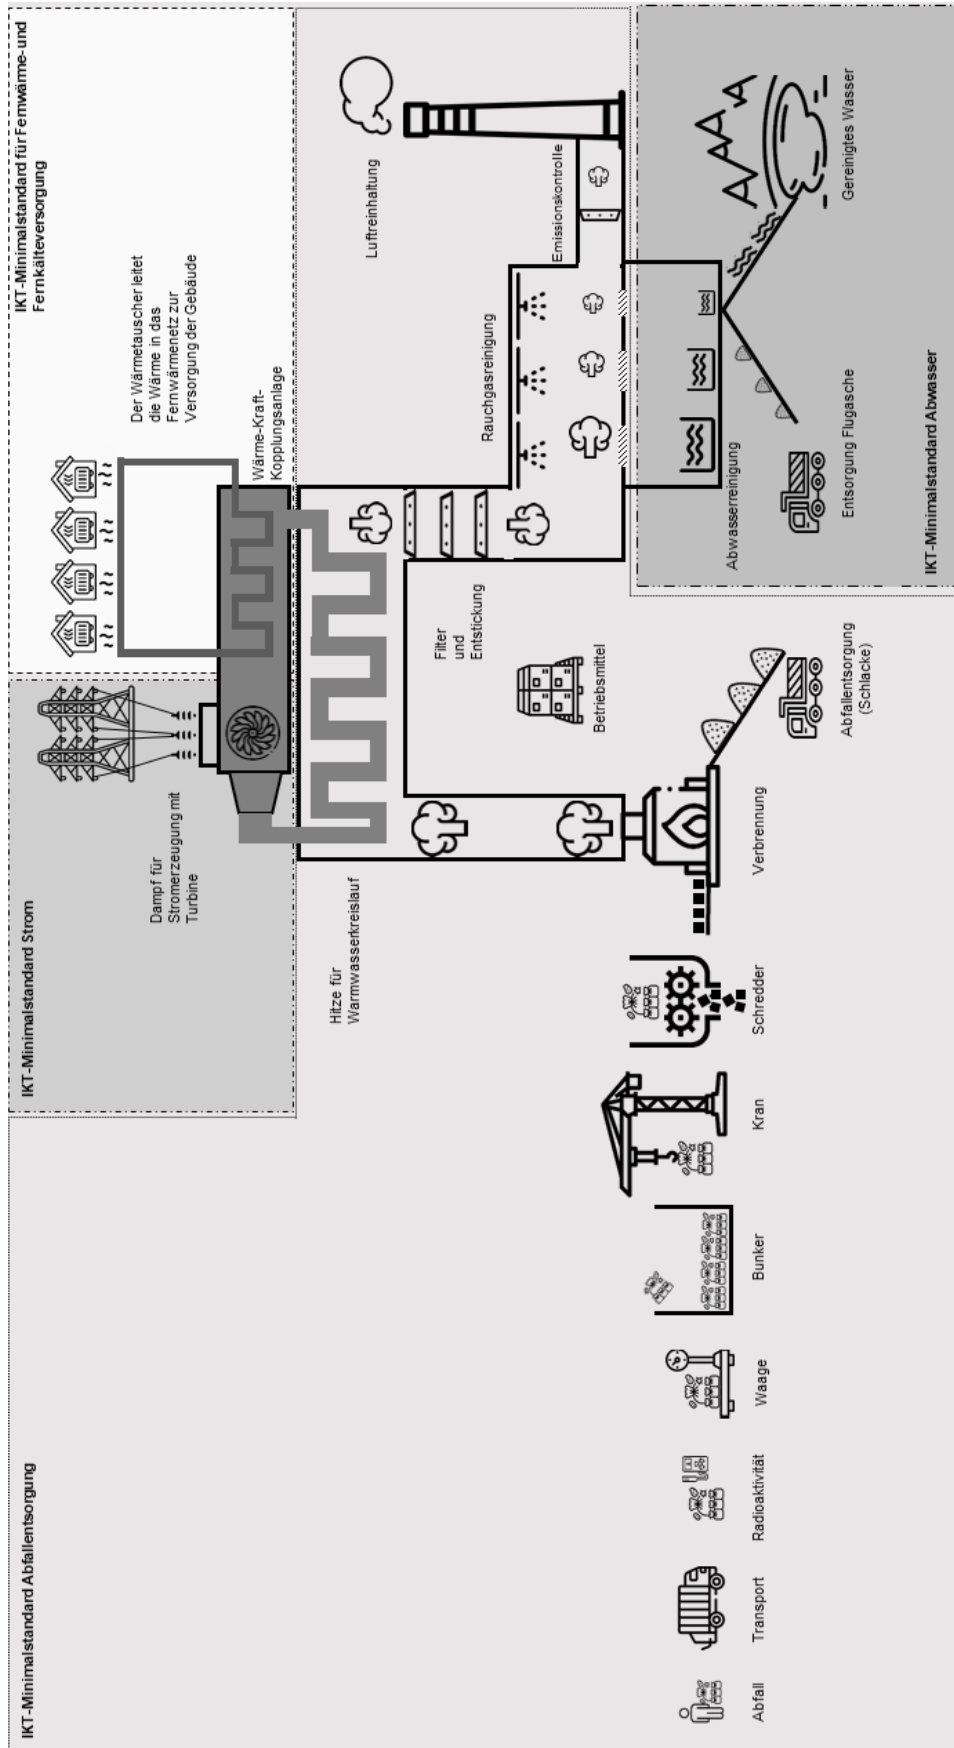 IKT-Minimalstandard Abfallentsorgung
IKT-Minimalstandard Strom
IKT-Minimalstandard für Fernwärme-und
Fernkälteversorgung
Dampf für
Stromerzeugung mit
Turbine
Der Wärmetauscher leitet
die Wärme in das
Fernwärmenetz zur
Versorgung der Gebäude
Wärme-Kraft-
Kopplungsanlage
Hitze für
Warmwasserkreislauf
Luftreinhaltung
Filter
und
Entstickung
Rauchgasreinigung
Emissionskontrolle
Betriebsmittel
Abfall
Transport
Radioaktivität
Waage
Bunker
Kran
Schredder
Verbrennung
Abfallentsorgung
(Schlacke)
Abwasserreinigung
Entsorgung Flugasche
Gereinigtes Wasser
IKT-Minimalstandard Abwasser